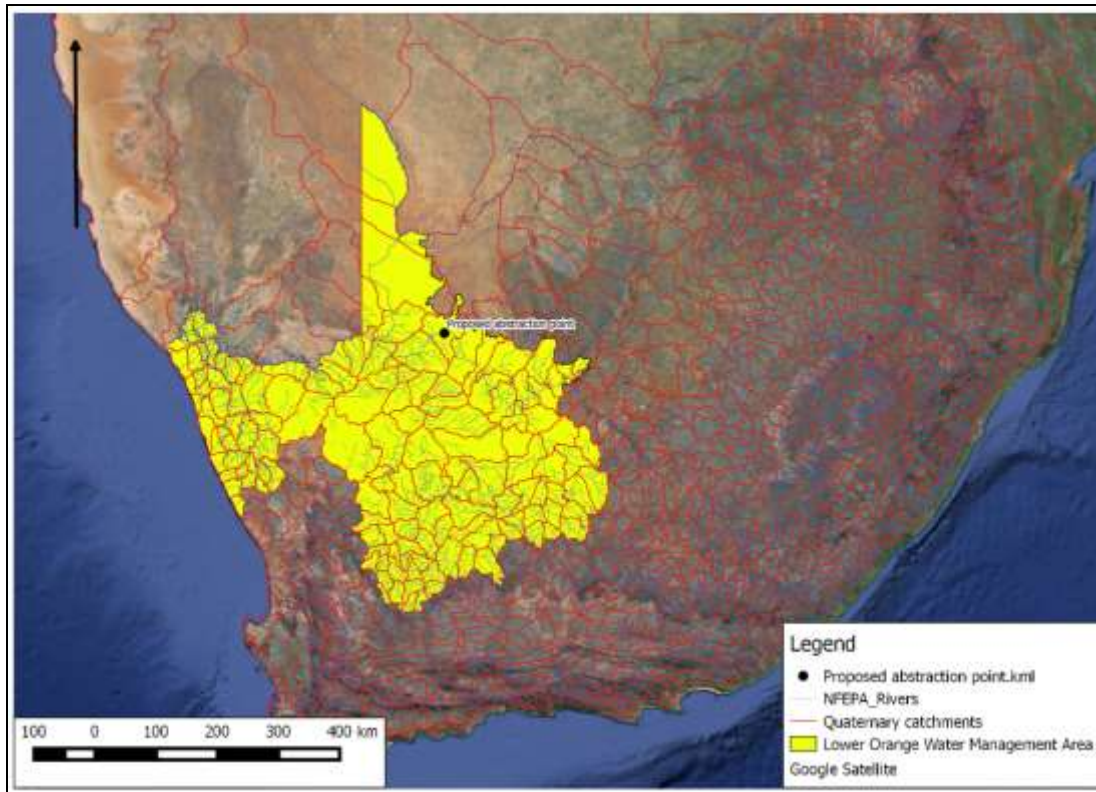 Proposed abstraction point
Legend
Proposed abstraction point.kml
NFEPA_Rivers
Quaternary catchments
Lower Orange Water Management Area
Google Satellite
100 0 100 200 300 400 km